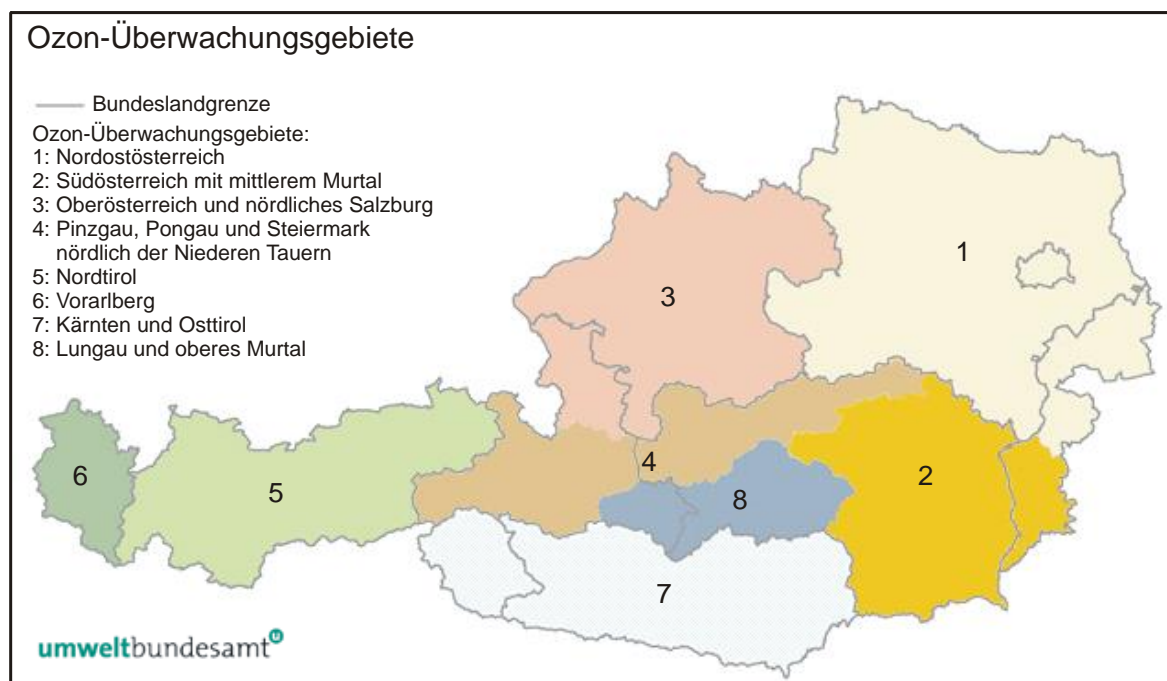 Ozon-Überwachungsgebiete
Bundeslandgrenze
Ozon-Überwachungsgebiete:
1: Nordostösterreich
2: Südösterreich mit mittlerem Murtal
3: Oberösterreich und nördliches Salzburg
4: Pinzgau, Pongau und Steiermark
nördlich der Niederen Tauern
5: Nordtirol
6: Vorarlberg
7: Kärnten und Osttirol
8: Lungau und oberes Murtal
1
3
4
2
6
5
8
7
umweltbundesamt u